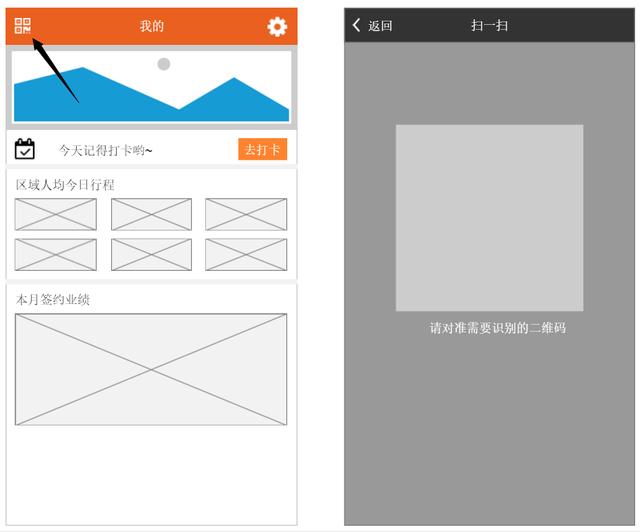 我的
今天记得打卡哟~
去打卡
区域人均今日行程
本月签约业绩
返回
扫一扫
请对准需要识别的二维码